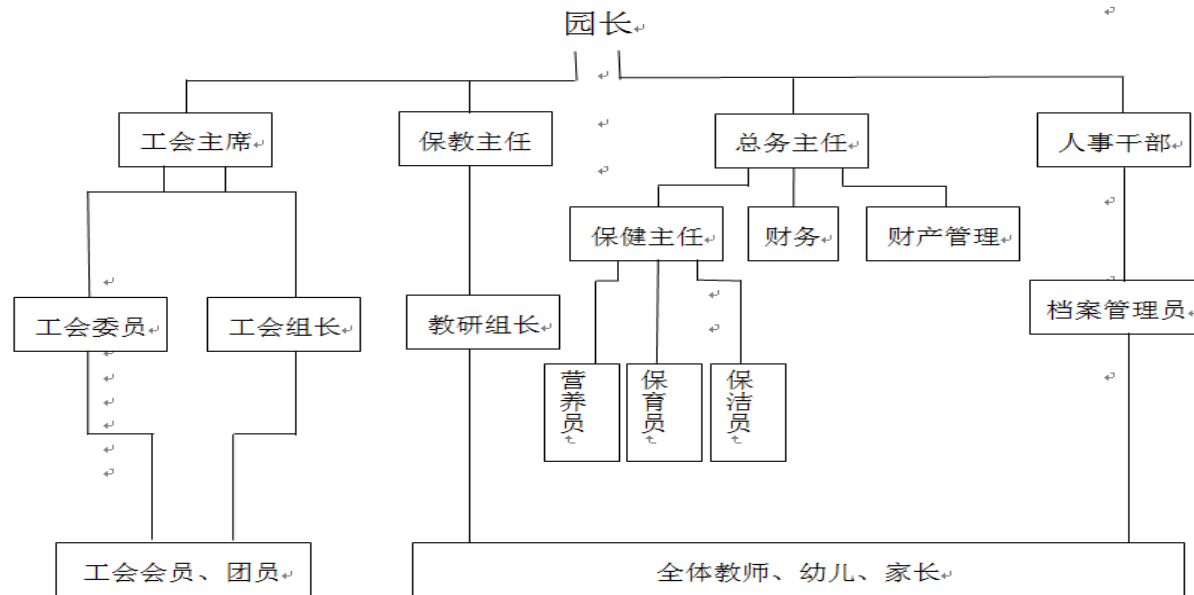 园长
工会主席
保教主任
总务主任
人事干部
保健主任
财务
财产管理
工会委员
工会组长
教研组长
档案管理员
营养员
保育员
保洁员
工会会员、团员
全体教师、幼儿、家长